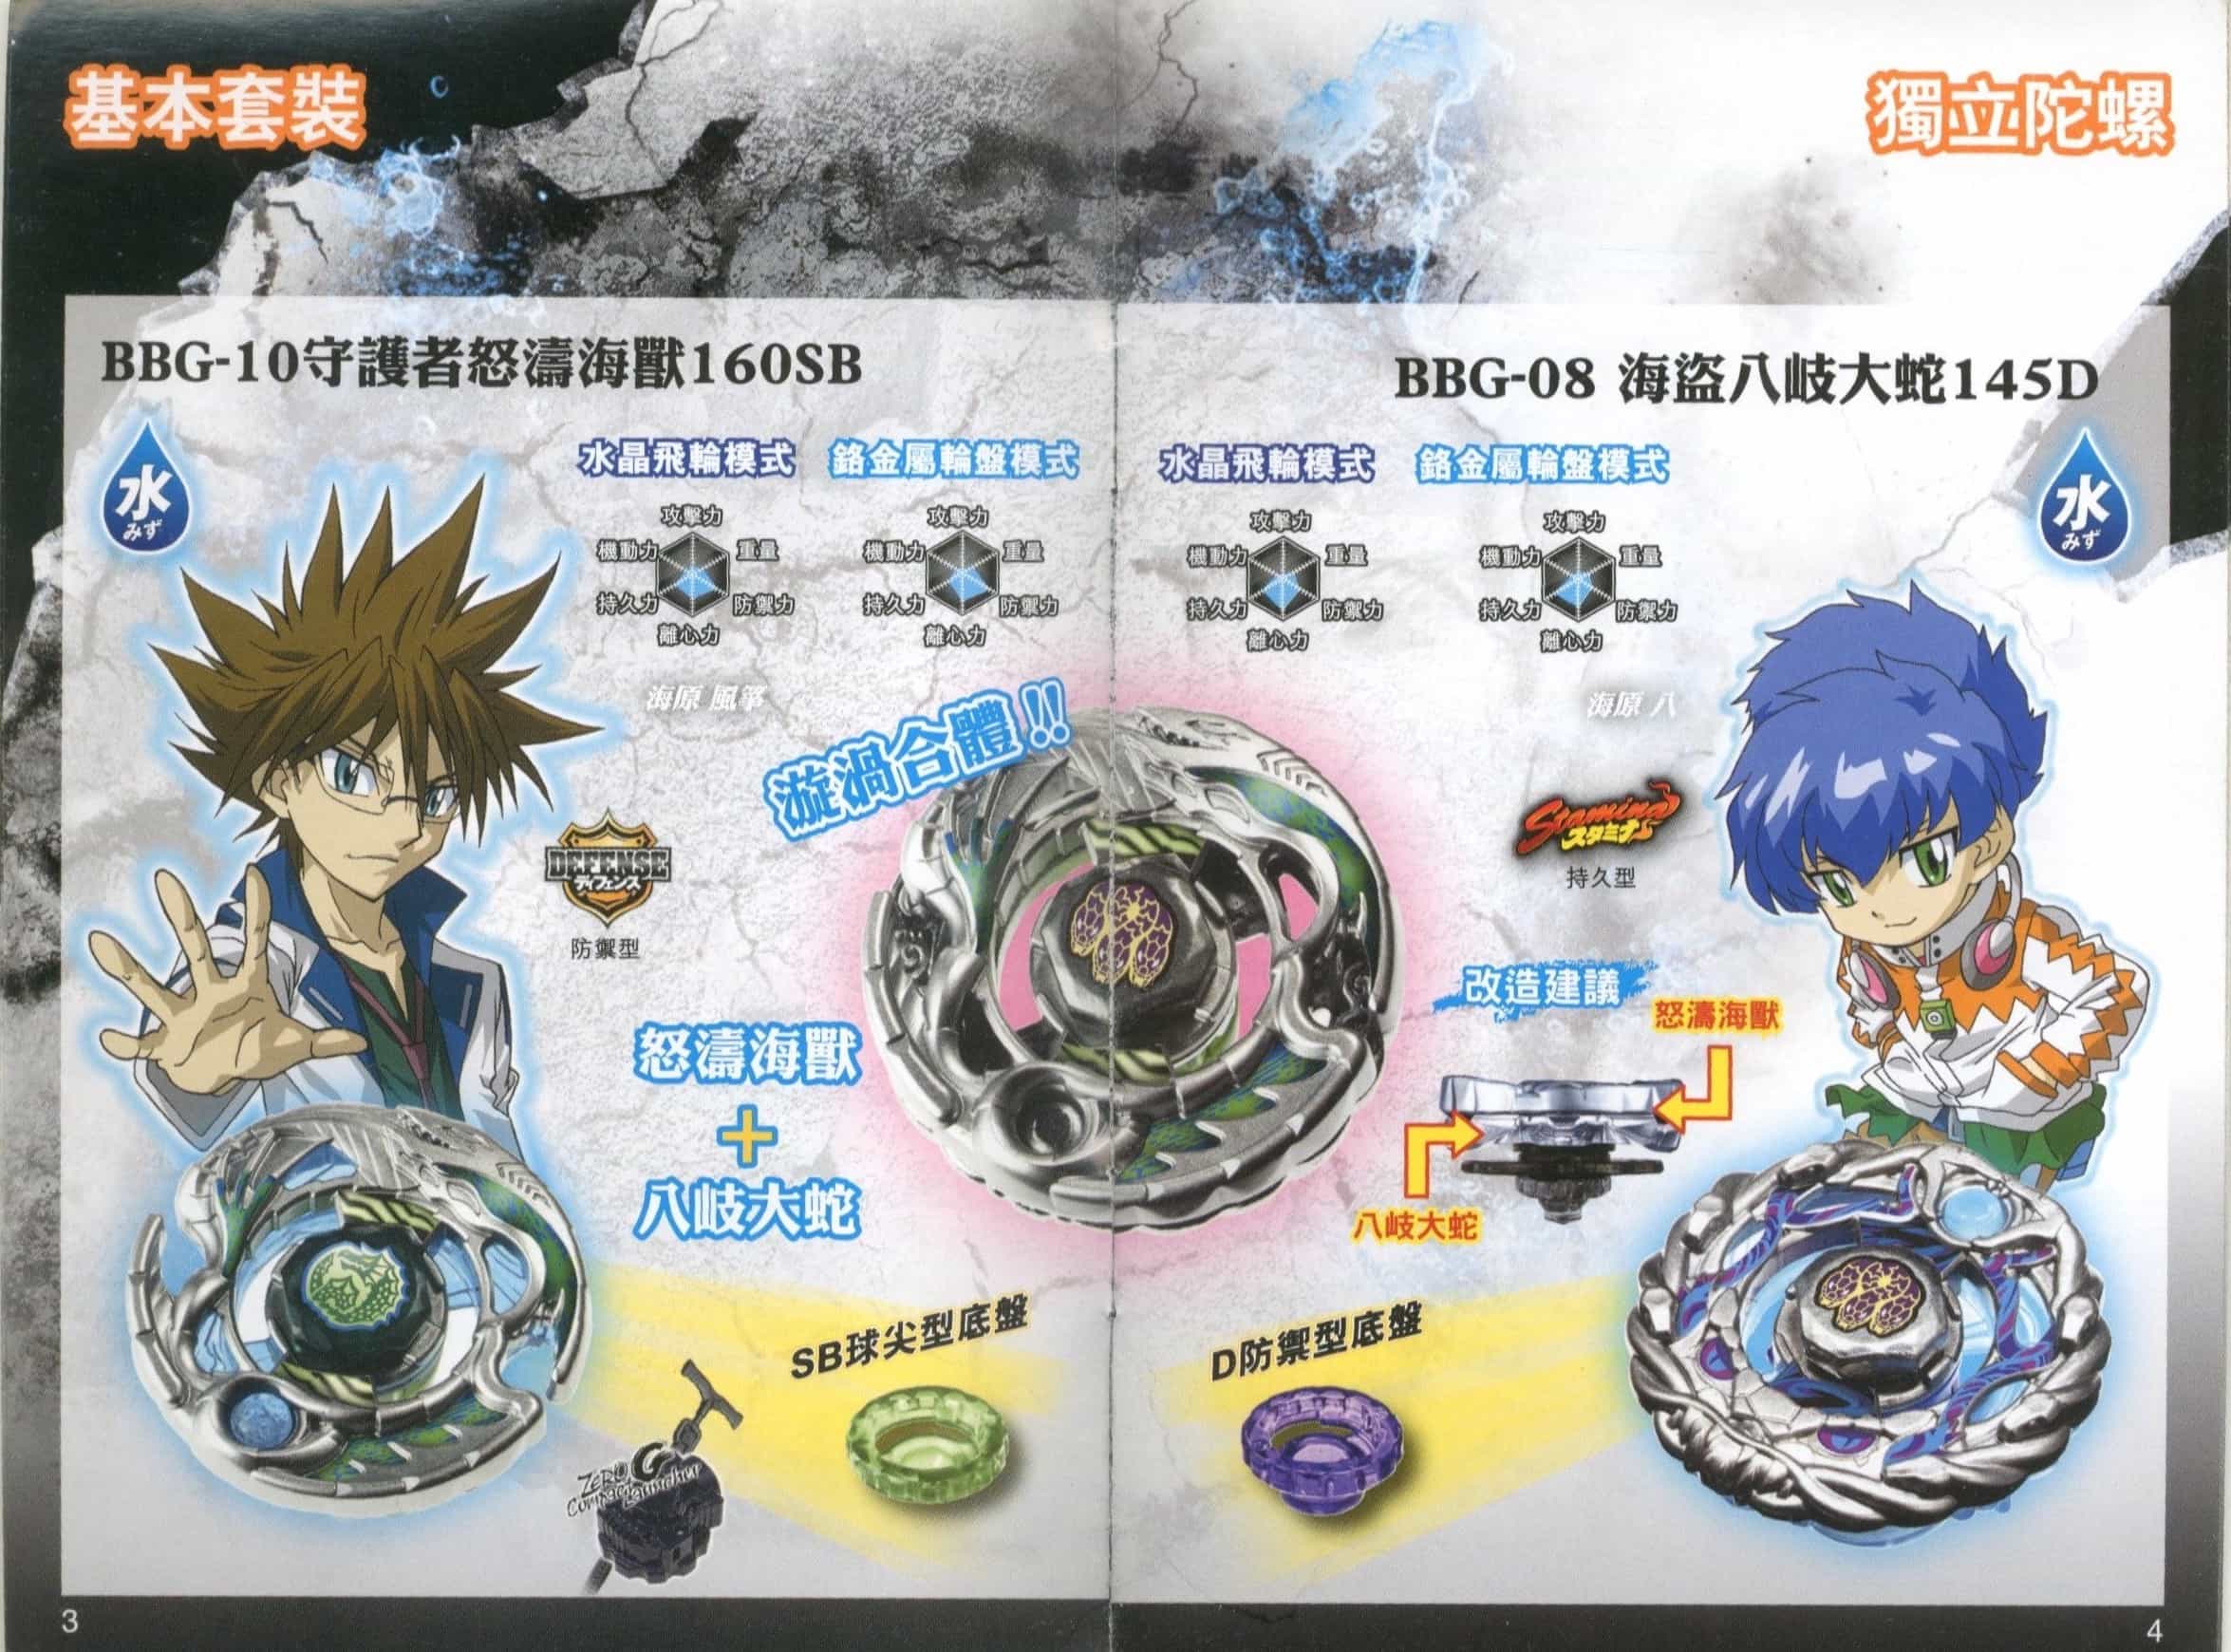 基本套裝
BBG-10守護者怒濤海獸160SB
水
みず
水晶飛輪模式
鉻金屬輪盤模式
攻擊力
機動力
重量
持久力
防禦力
離心力
攻擊力
機動力
重量
持久力
防禦力
離心力
海原 風箏
漩渦合體!!
DEFENSE
ディフェンス
防禦型
怒濤海獸
+
八岐大蛇
SB球尖型底盤
ZERO G
Compact Launcher
3
獨立陀螺
BBG-08 海盜八岐大蛇145D
水晶飛輪模式
鉻金屬輪盤模式
水
みず
攻擊力
機動力
重量
持久力
防禦力
離心力
攻擊力
機動力
重量
持久力
防禦力
離心力
海原 八
Stamina
スタミナ
持久型
改造建議
怒濤海獸
八岐大蛇
D防禦型底盤
4